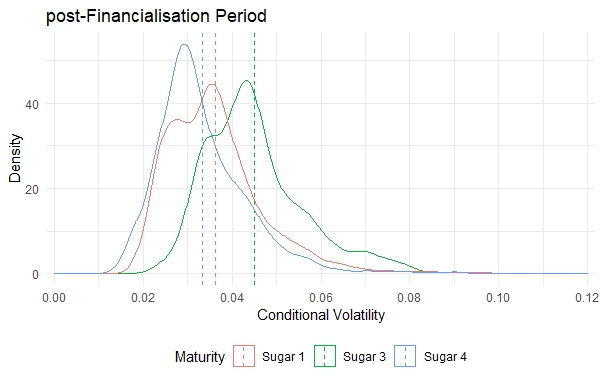 post-Financialisation Period
Density
40
20
0
0.00 0.02 0.04 0.06 0.08 0.10 0.12
Conditional Volatility
Maturity Sugar 1 Sugar 3 Sugar 4